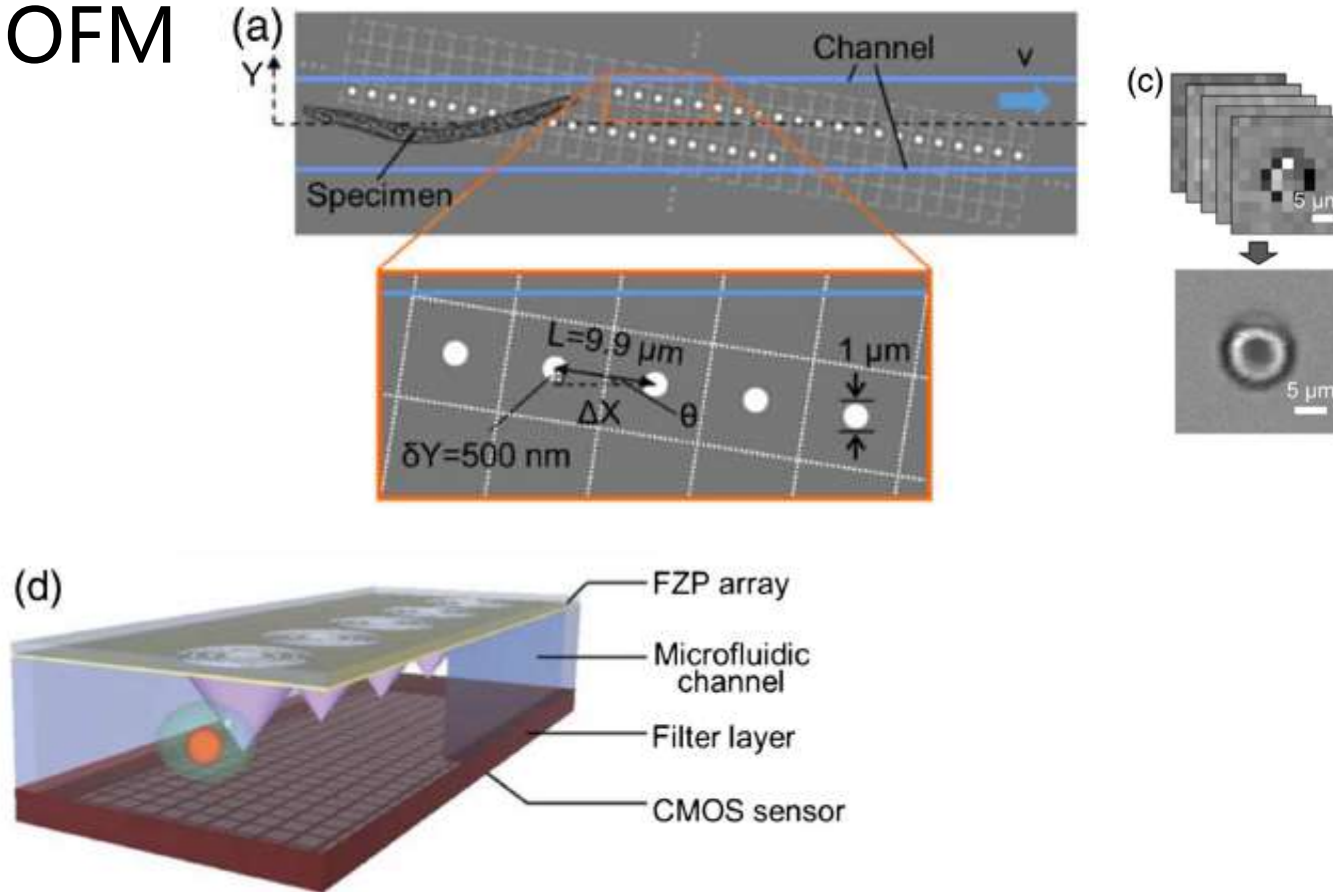 OFM
(a)
Y
Channel
v
Specimen
L=9.9 μm
1 μm
ΔX
θ
δY=500 nm
(c)
5 μm
5 μm
(d)
FZP array
Microfluidic
channel
Filter layer
CMOS sensor